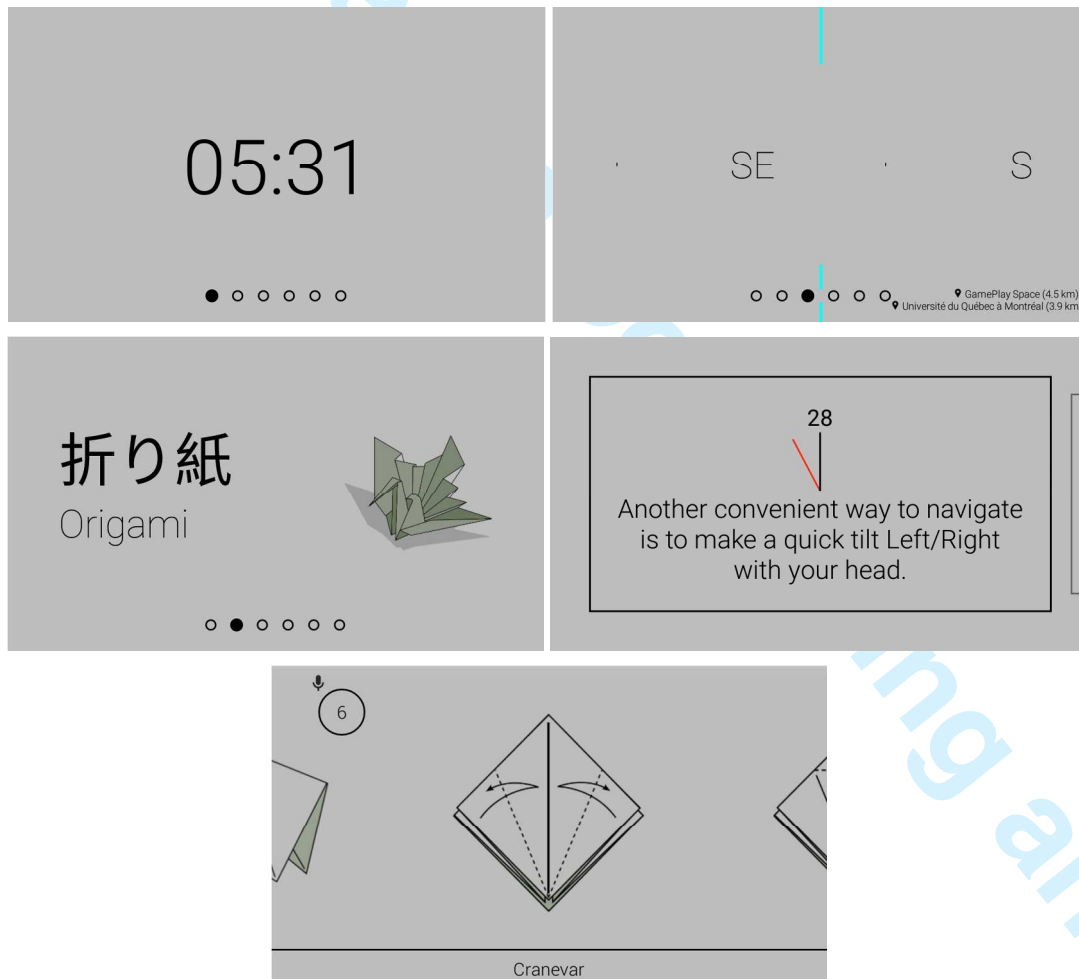 05:31
SE
S
GamePlay Space (4.5 km)
Université du Québec à Montréal (3.9 km
折り紙
Origami
28
Another convenient way to navigate
is to make a quick tilt Left/Right
with your head.
6
Cranevar